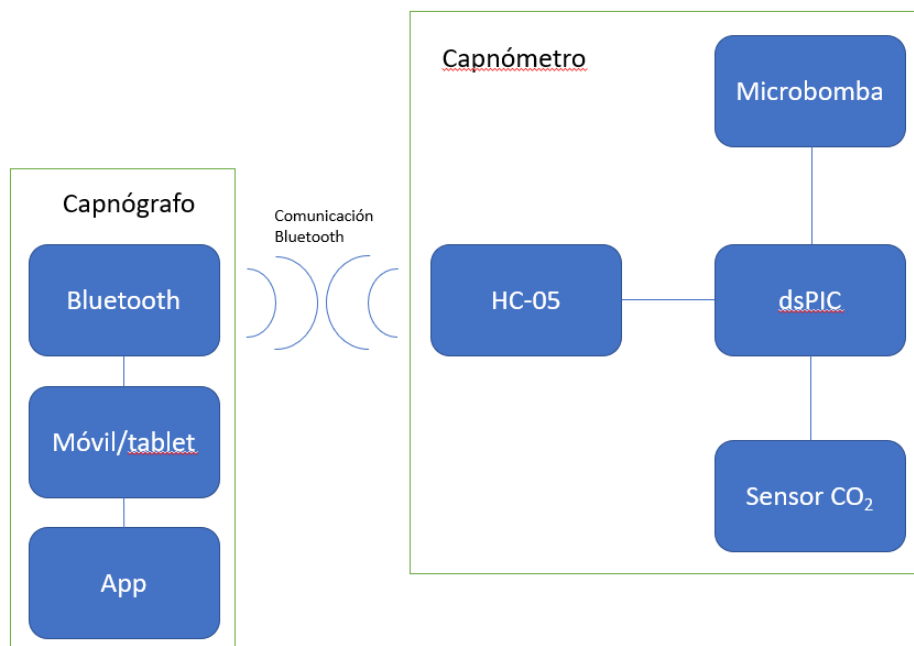 Capnómetro
Microbomba
Capnógrafo
Comunicación
Bluetooth
Bluetooth
HC-05
dsPIC
Móvil/tablet
Sensor CO₂
App